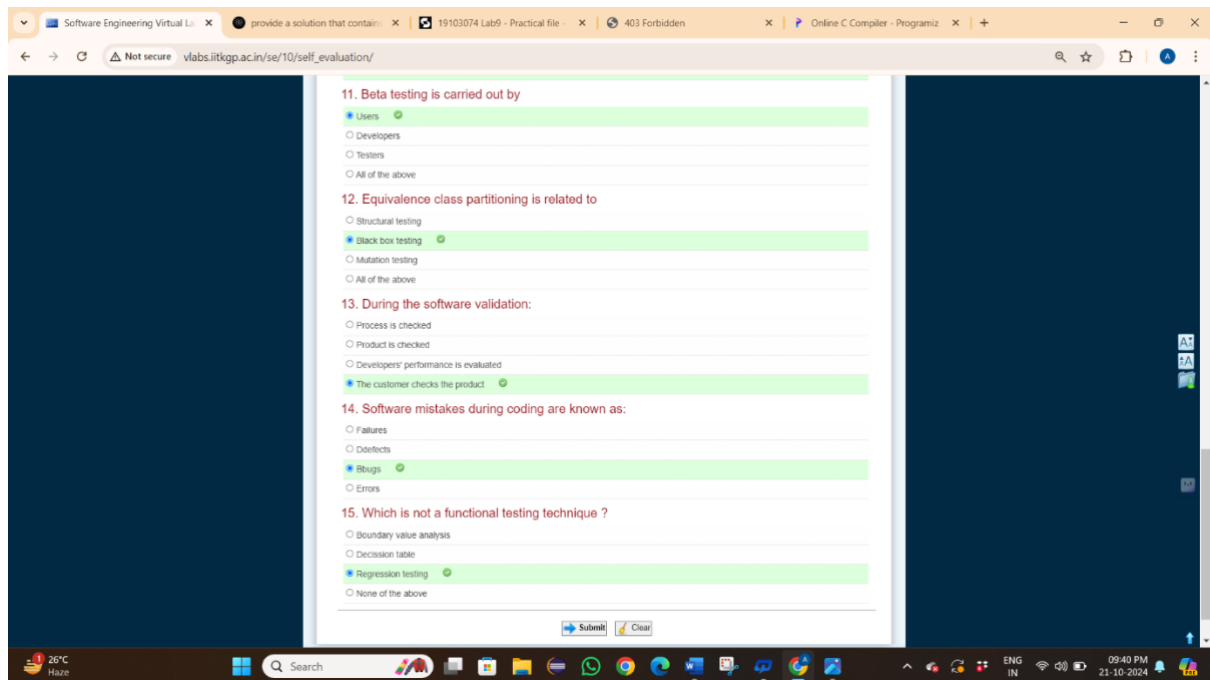 Software Engineering Virtual La
provide a solution that contain
19103074 Lab9 - Practical file -
403 Forbidden
Online C Compiler - Programiz
Not secure vlabs.iitkgp.ac.in/se/10/self_evaluation/
A
11. Beta testing is carried out by
Users
Developers
Testers
All of the above
12. Equivalence class partitioning is related to
Structural testing
Black box testing
Mutation testing
All of the above
13. During the software validation:
Process is checked
Product is checked
Developers' performance is evaluated
The customer checks the product
14. Software mistakes during coding are known as:
Failures
Ddefects
Bbugs
Errors
15. Which is not a functional testing technique ?
Boundary value analysis
Decission table
Regression testing
None of the above
Submit Clear
1 26°C
Haze
Search
ENG
IN
09:40 PM
21-10-2024